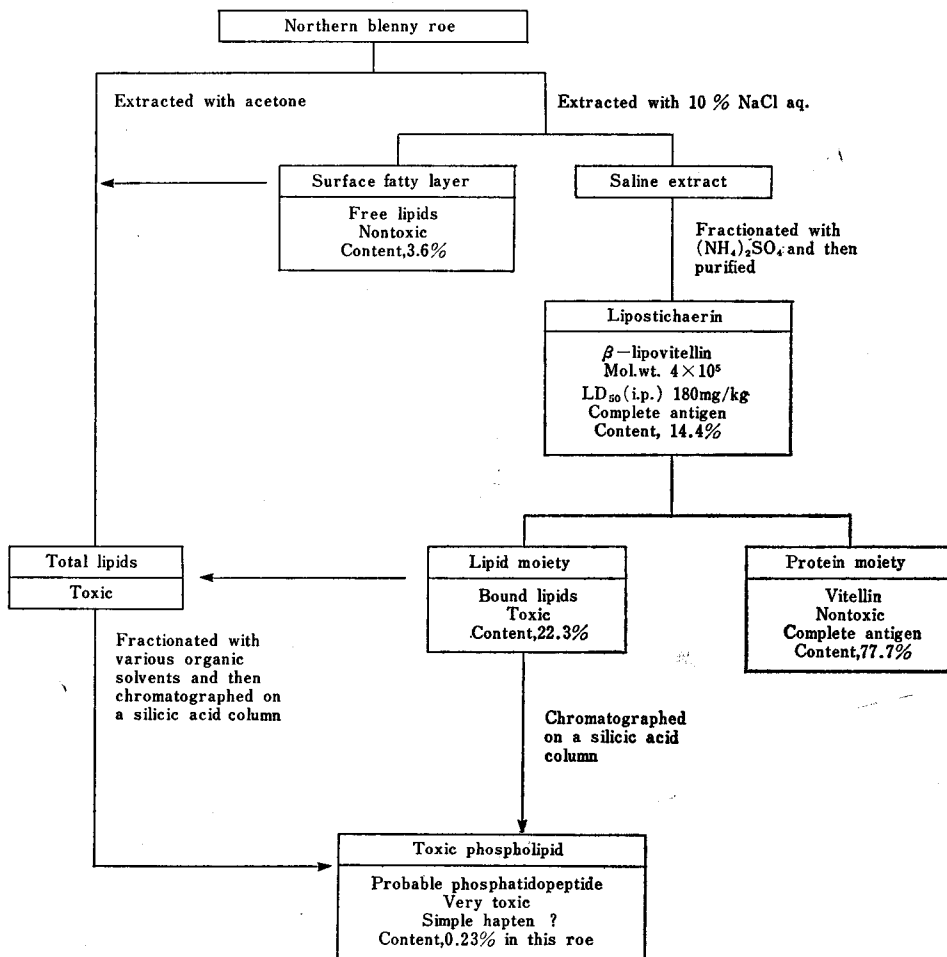 Northern blenny roe
Extracted with acetone
Extracted with 10 % NaCl aq.
Surface fatty layer
Free lipids
Nontoxic
Content,3.6%
Saline extract
Fractionated with
(NH₄)₂SO₄ and then
purified
Lipostichaerin
β−lipovitellin
Mol.wt. 4×10⁵
LD₅₀(i.p.) 180mg/kg
Complete antigen
Content, 14.4%
Total lipids
Toxic
Lipid moiety
Bound lipids
Toxic
Content,22.3%
Protein moiety
Vitellin
Nontoxic
Complete antigen
Content,77.7%
Fractionated with
various organic
solvents and then
chromatographed on
a silicic acid column
Chromatographed
on a silicic acid
column
Toxic phospholipid
Probable phosphatidopeptide
Very toxic
Simple hapten ?
Content,0.23% in this roe